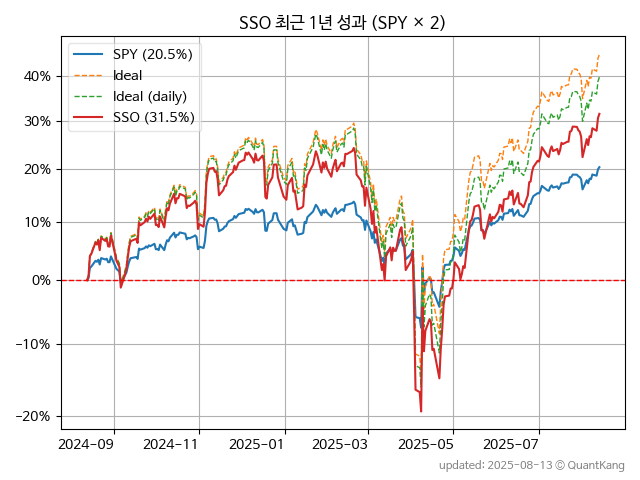 SSO 최근 1년 성과 (SPY × 2)
SPY (20.5%)
Ideal
Ideal (daily)
SSO (31.5%)
40%
30%
20%
10%
0%
−10%
−20%
2024-09 2024-11 2025-01 2025-03 2025-05 2025-07
updated: 2025-08-13 ⓒ QuantKang